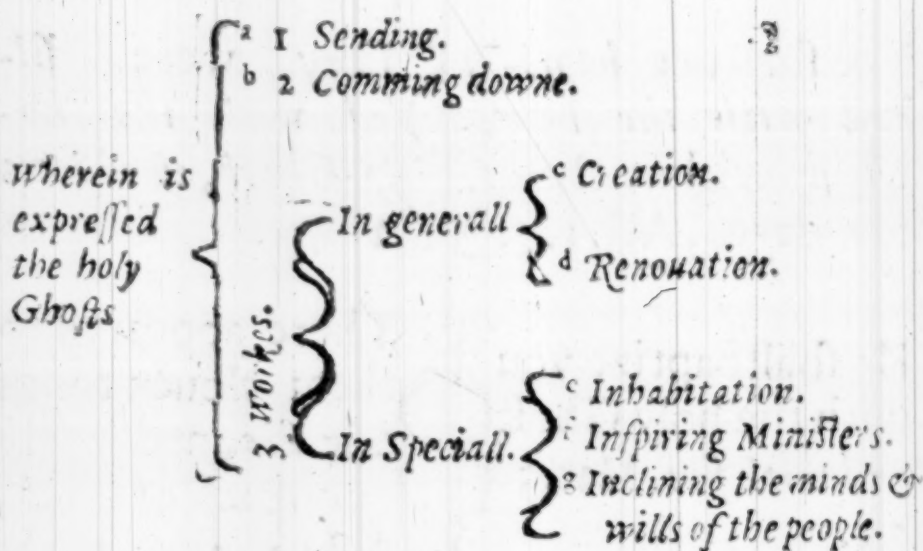 a 1 Sending.
b 2 Comming downe.
wherein is
expreſſed
the holy
Ghoſts
3 Workes.
In generall
c Creation.
d Renouation.
In Speciall.
e Inhabitation.
Inſpiring Miniſters.
g Inclining the minds &
wills of the people.